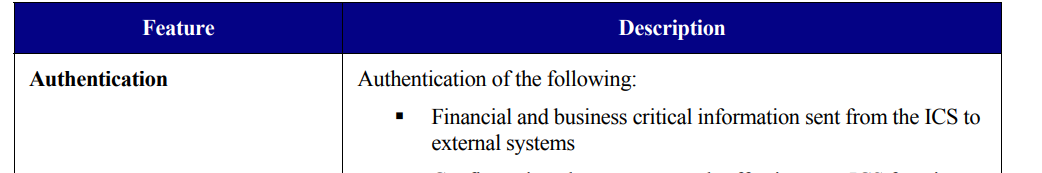 Feature Description
Authentication Authentication of the following:
▪ Financial and business critical information sent from the ICS to
external systems